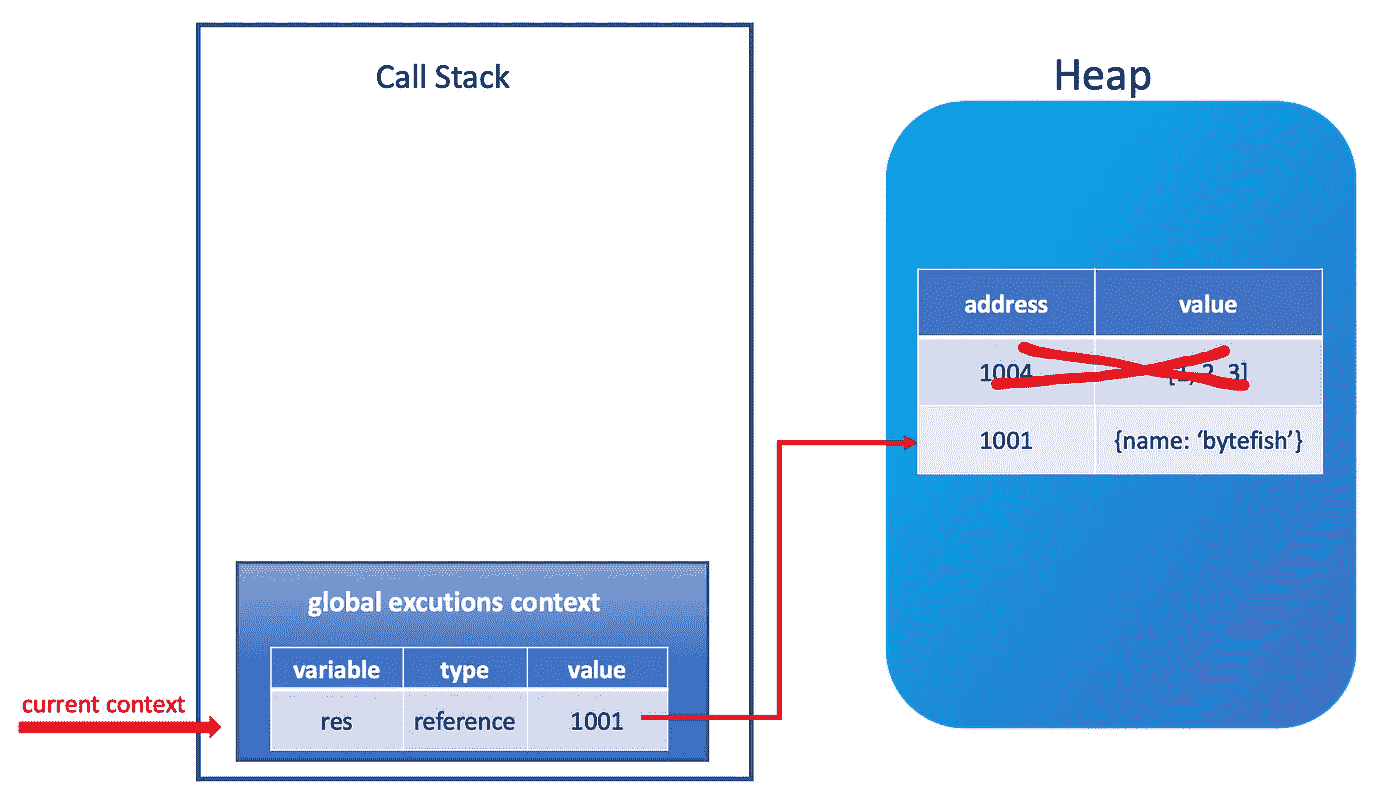 Call Stack
Heap
address value
1004 [1, 2, 3]
1001 {name: ‘bytefish’}
global excutions context
variable type value
res reference 1001
current context